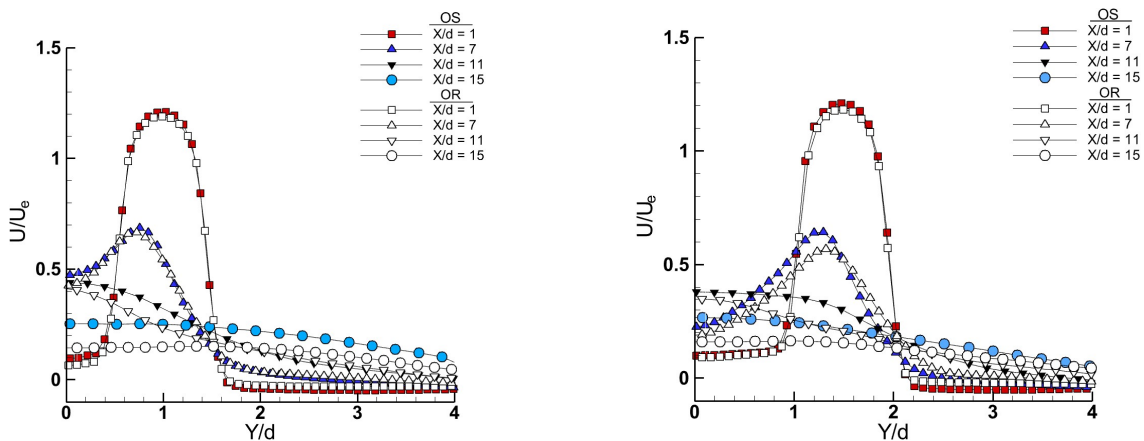 OS
X/d = 1
X/d = 7
X/d = 11
X/d = 15
OR
X/d = 1
X/d = 7
X/d = 11
X/d = 15
1.5
1
0.5
0
U/Ue
0 1 2 3 4
Y/d
OS
X/d = 1
X/d = 7
X/d = 11
X/d = 15
OR
X/d = 1
X/d = 7
X/d = 11
X/d = 15
1.5
1
0.5
0
U/Ue
0 1 2 3 4
Y/d